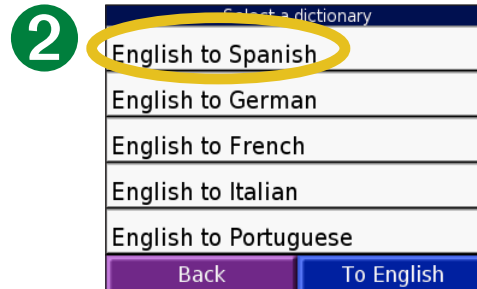 2
Select a dictionary
English to Spanish
English to German
English to French
English to Italian
English to Portuguese
Back To English